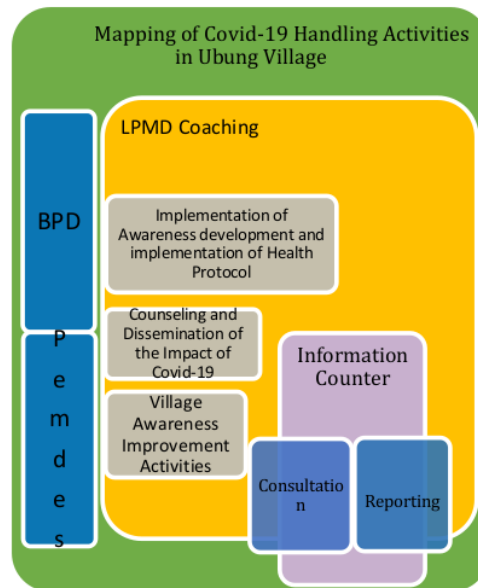 Mapping of Covid-19 Handling Activities
in Ubung Village
LPMD Coaching
BPD
Implementation of
Awareness development and
implementation of Health
Protocol
Counseling and
Dissemination of
the Impact of
Covid-19
Village
Awareness
Improvement
Activities
P
e
m
d
e
s
Information
Counter
Consultatio
n
Reporting